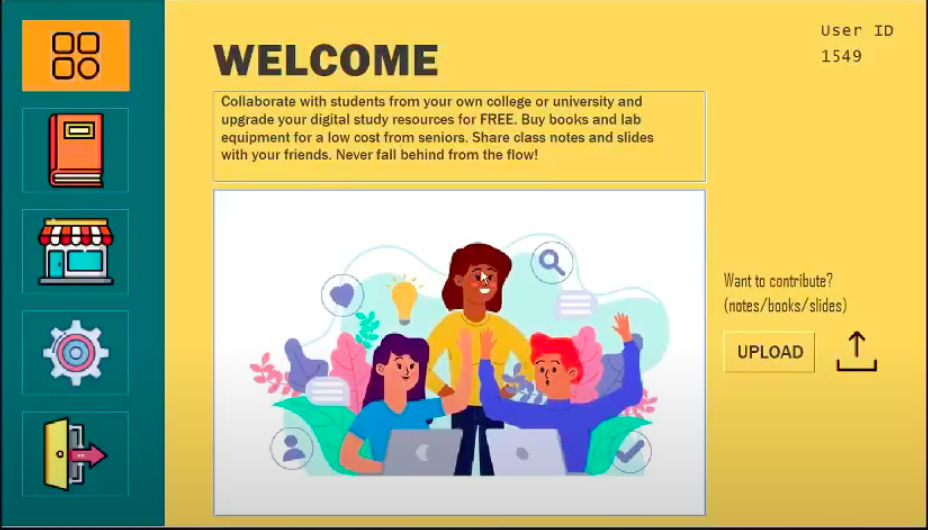 WELCOME
User ID
1549
Collaborate with students from your own college or university and
upgrade your digital study resources for FREE. Buy books and lab
equipment for a low cost from seniors. Share class notes and slides
with your friends. Never fall behind from the flow!
Want to contribute?
(notes/books/slides)
UPLOAD